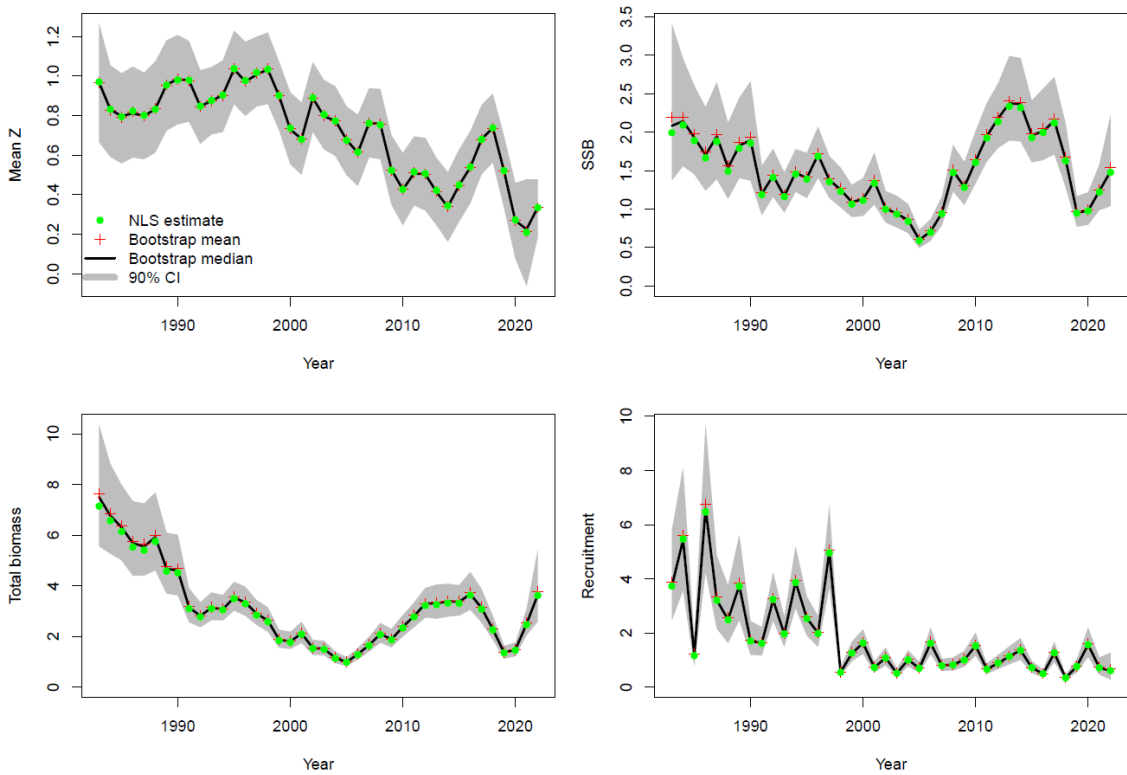 Mean Z
0.0 0.2 0.4 0.6 0.8 1.0 1.2
NLS estimate
Bootstrap mean
Bootstrap median
90% CI
1990 2000 2010 2020
Year
SSB
0.0 0.5 1.0 1.5 2.0 2.5 3.0 3.5
1990 2000 2010 2020
Year
Total biomass
0 2 4 6 8 10
1990 2000 2010 2020
Year
Recruitment
0 2 4 6 8 10
1990 2000 2010 2020
Year